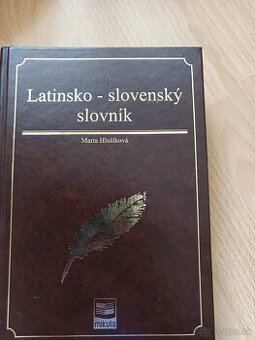 Latinsko - slovenský
slovník
Marta Hlušíková
mikula